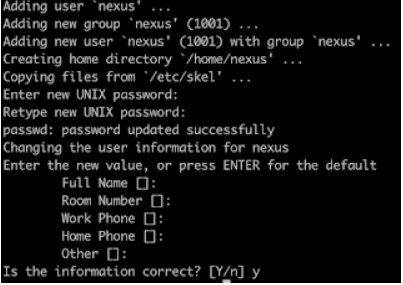 Adding user `nexus' ...
Adding new group `nexus' (1001) ...
Adding new user `nexus' (1001) with group `nexus' ...
Creating home directory `/home/nexus' ...
Copying files from `/etc/skel' ...
Enter new UNIX password:
Retype new UNIX password:
passwd: password updated successfully
Changing the user information for nexus
Enter the new value, or press ENTER for the default
Full Name []:
Room Number []:
Work Phone []:
Home Phone []:
Other []:
Is the information correct? [Y/n] y